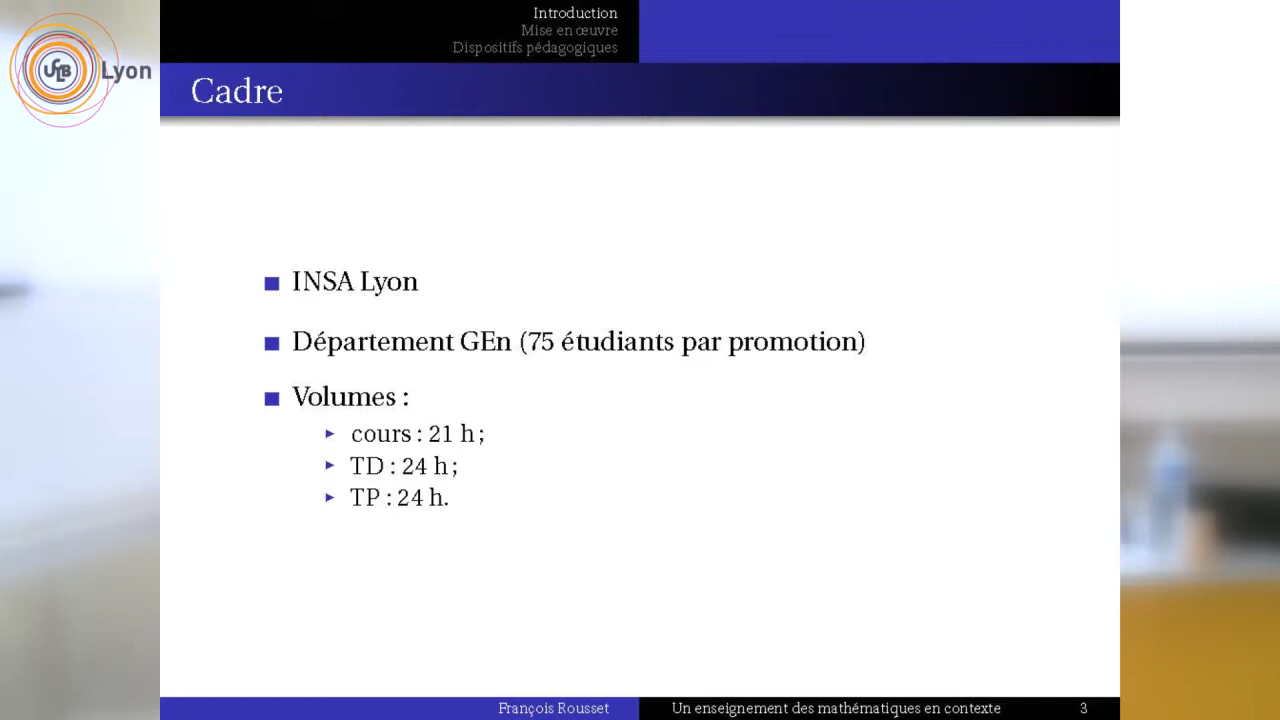 Introduction
Mise en œuvre
Dispositifs pédagogiques
UCLB Lyon
Cadre
INSA Lyon
Département GEn (75 étudiants par promotion)
Volumes :
cours : 21 h ;
TD : 24 h ;
TP : 24 h.
François Rousset
Un enseignement des mathématiques en contexte
3